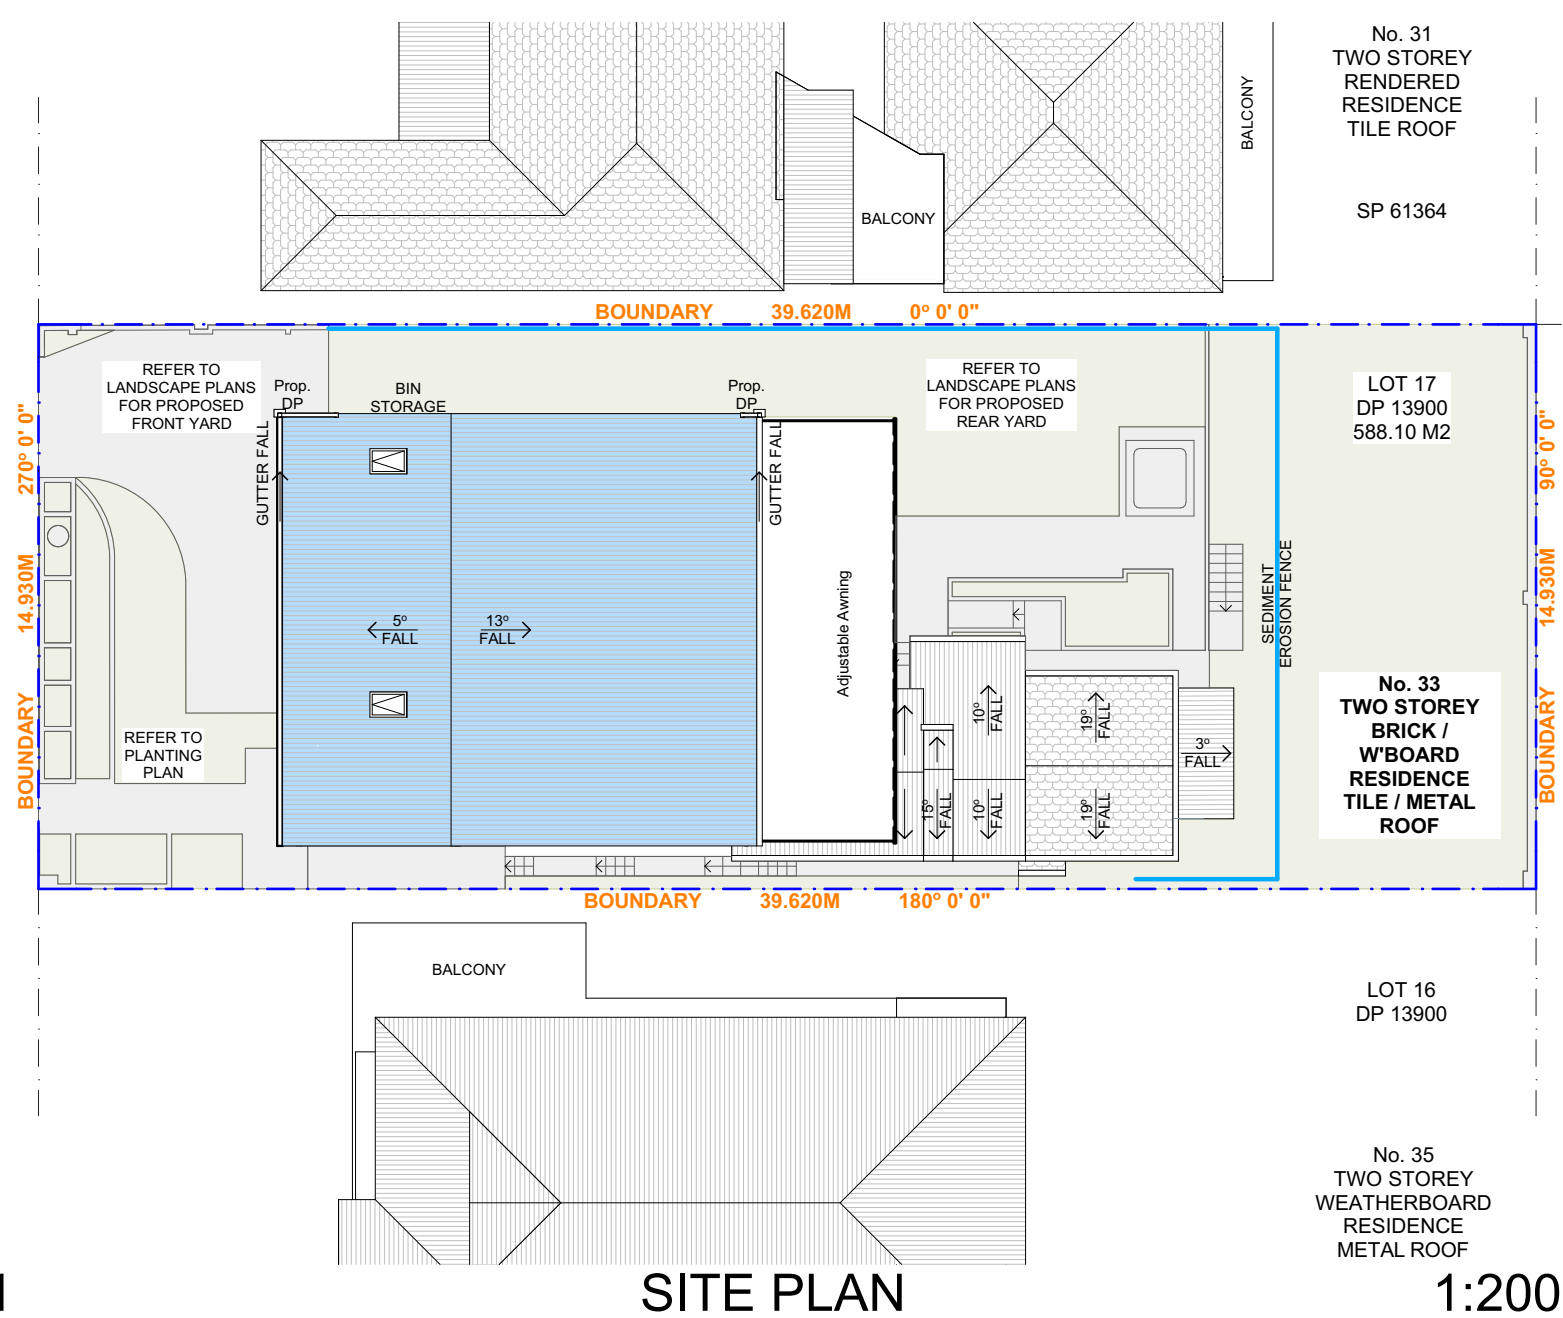 No. 31
TWO STOREY
RENDERED
RESIDENCE
TILE ROOF
BALCONY
BALCONY
SP 61364
BOUNDARY 39.620M 0° 0' 0"
REFER TO
LANDSCAPE PLANS
FOR PROPOSED
FRONT YARD
Prop.
DP
BIN
STORAGE
Prop.
DP
REFER TO
LANDSCAPE PLANS
FOR PROPOSED
REAR YARD
LOT 17
DP 13900
588.10 M2
BOUNDARY 14.930M 270° 0' 0"
GUTTER FALL
GUTTER FALL
BOUNDARY 14.930M 90° 0' 0"
5°
FALL
13°
FALL
Adjustable Awning
SEDIMENT
EROSION FENCE
REFER TO
PLANTING
PLAN
10°
FALL
19°
FALL
3°
FALL
15°
FALL
10°
FALL
19°
FALL
No. 33
TWO STOREY
BRICK /
W'BOARD
RESIDENCE
TILE / METAL
ROOF
BOUNDARY 39.620M 180° 0' 0"
BALCONY
LOT 16
DP 13900
No. 35
TWO STOREY
WEATHERBOARD
RESIDENCE
METAL ROOF
SITE PLAN
1:200